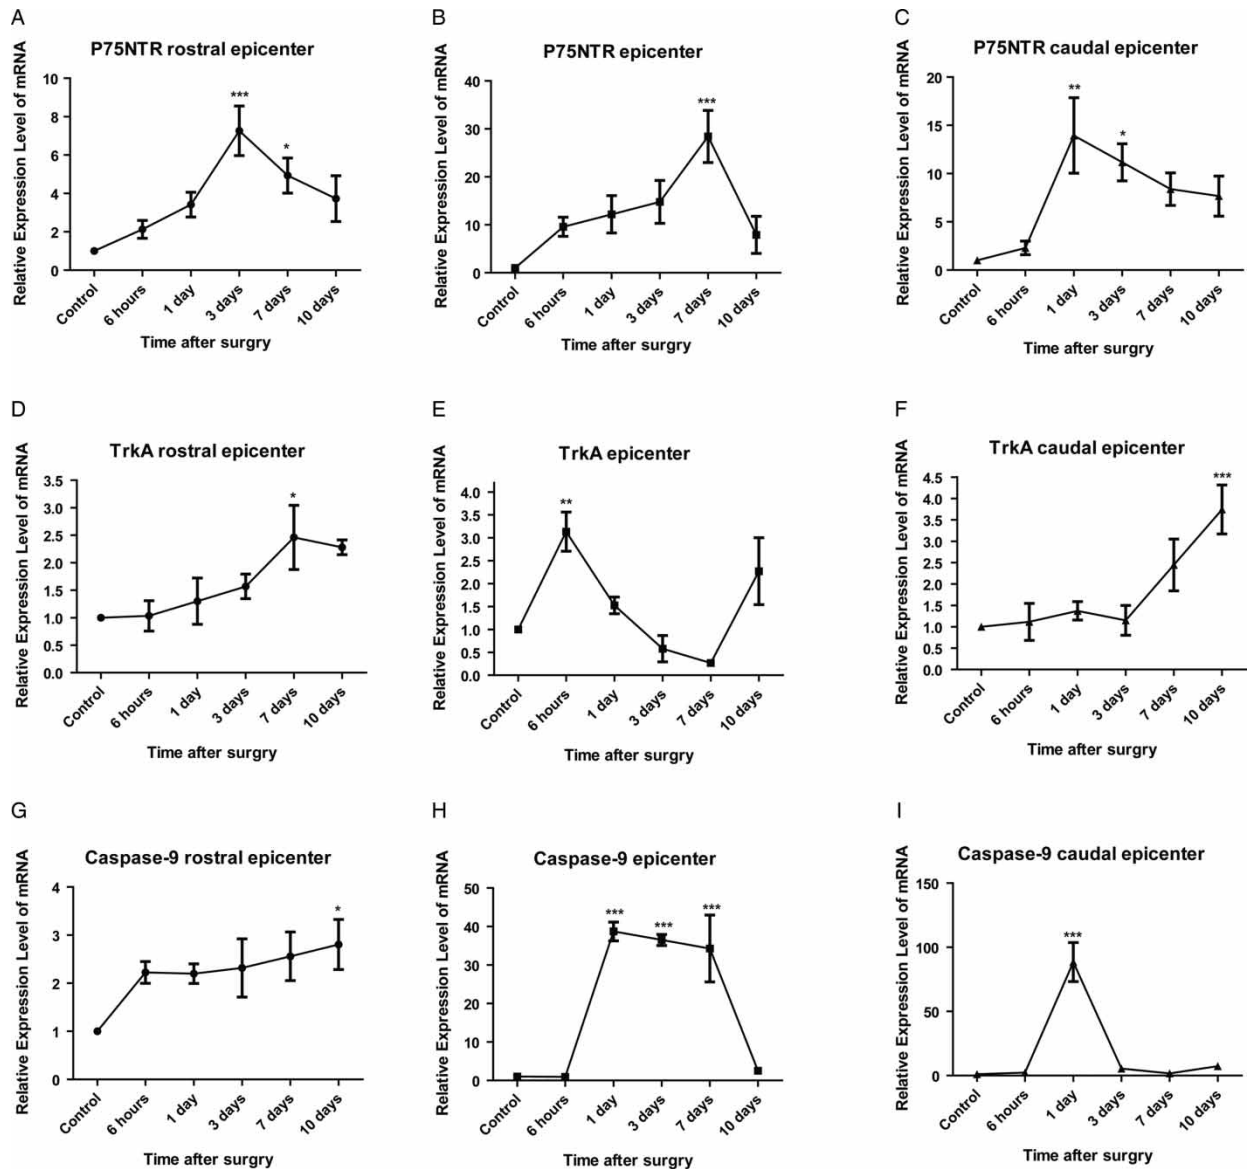 A
P75NTR rostral epicenter
Relative Expression Level of mRNA
10
8
6
4
2
0
***
*
Control
6 hours
1 day
3 days
7 days
10 days
Time after surgry
B
P75NTR epicenter
Relative Expression Level of mRNA
40
30
20
10
0
***
Control
6 hours
1 day
3 days
7 days
10 days
Time after surgry
C
P75NTR caudal epicenter
Relative Expression Level of mRNA
20
15
10
5
0
**
*
Control
6 hours
1 day
3 days
7 days
10 days
Time after surgry
D
TrkA rostral epicenter
Relative Expression Level of mRNA
3.5
3.0
2.5
2.0
1.5
1.0
0.5
0.0
*
Control
6 hours
1 day
3 days
7 days
10 days
Time after surgry
E
TrkA epicenter
Relative Expression Level of mRNA
4.0
3.5
3.0
2.5
2.0
1.5
1.0
0.5
0.0
**
Control
6 hours
1 day
3 days
7 days
10 days
Time after surgry
F
TrkA caudal epicenter
Relative Expression Level of mRNA
4.5
4.0
3.5
3.0
2.5
2.0
1.5
1.0
0.5
0.0
***
Control
6 hours
1 day
3 days
7 days
10 days
Time after surgry
G
Caspase-9 rostral epicenter
Relative Expression Level of mRNA
4
3
2
1
0
*
Control
6 hours
1 day
3 days
7 days
10 days
Time after surgry
H
Caspase-9 epicenter
Relative Expression Level of mRNA
50
40
30
20
10
0
***
***
***
Control
6 hours
1 day
3 days
7 days
10 days
Time after surgry
I
Caspase-9 caudal epicenter
Relative Expression Level of mRNA
150
100
50
0
***
Control
6 hours
1 day
3 days
7 days
10 days
Time after surgry